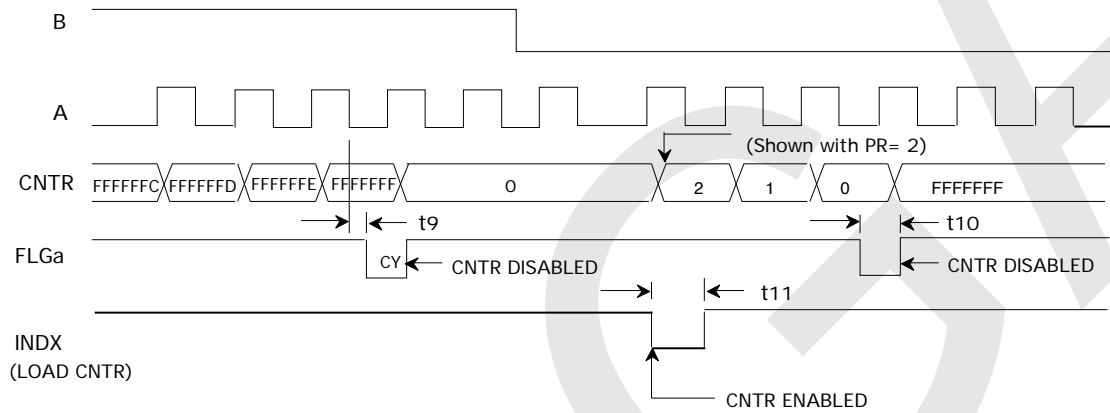 B
A
(Shown with PR= 2)
CNTR FFFFFFC FFFFFFD FFFFFFE FFFFFFF 0 2 1 0 FFFFFFF
t9 t10
FLGa CY CNTR DISABLED CNTR DISABLED
t11
INDX
(LOAD CNTR)
CNTR ENABLED